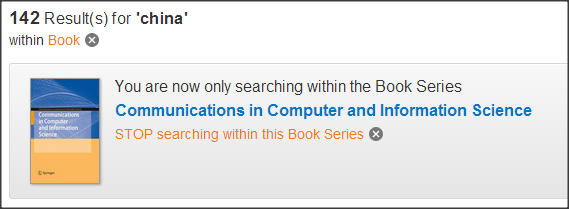 142 Result(s) for 'china'
within Book
You are now only searching within the Book Series
Communications in Computer and Information Science
STOP searching within this Book Series
Communications
in Computer
and Information
Science
Springer